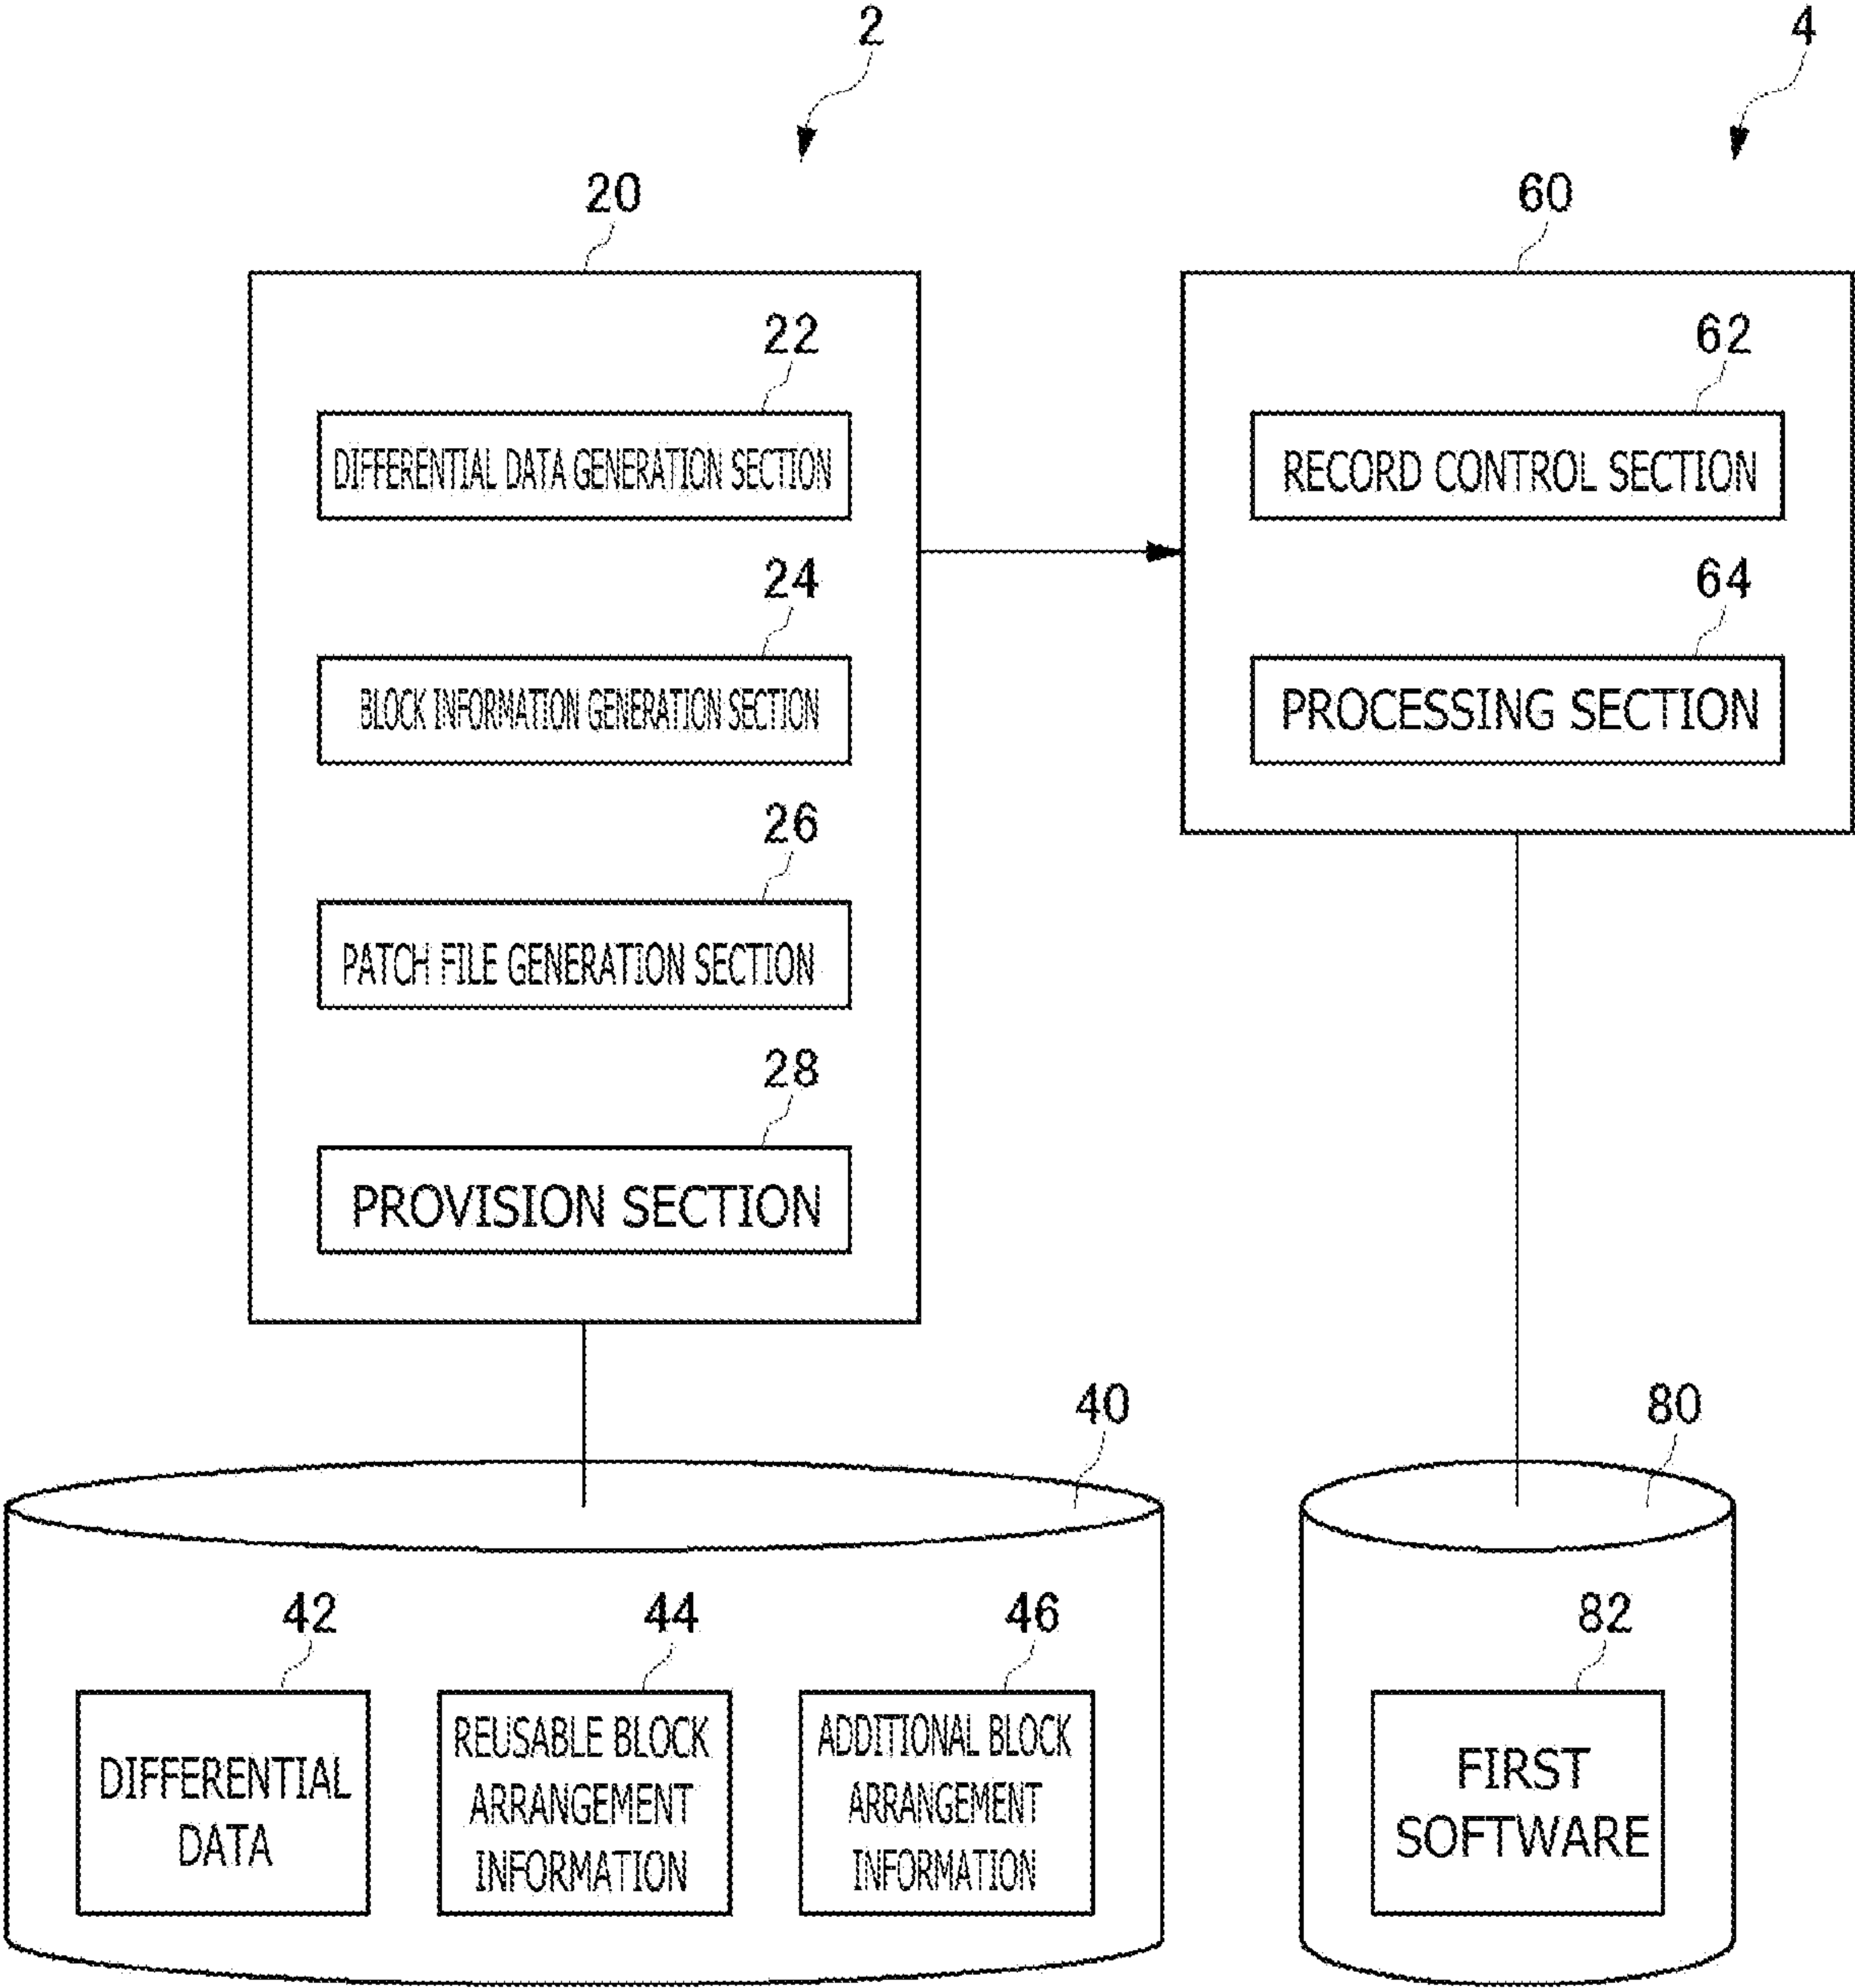 2
4
20
60
22
DIFFERENTIAL DATA GENERATION SECTION
62
RECORD CONTROL SECTION
24
BLOCK INFORMATION GENERATION SECTION
64
PROCESSING SECTION
26
PATCH FILE GENERATION SECTION
28
PROVISION SECTION
40
80
42
DIFFERENTIAL
DATA
44
REUSABLE BLOCK
ARRANGEMENT
INFORMATION
46
ADDITIONAL BLOCK
ARRANGEMENT
INFORMATION
82
FIRST
SOFTWARE